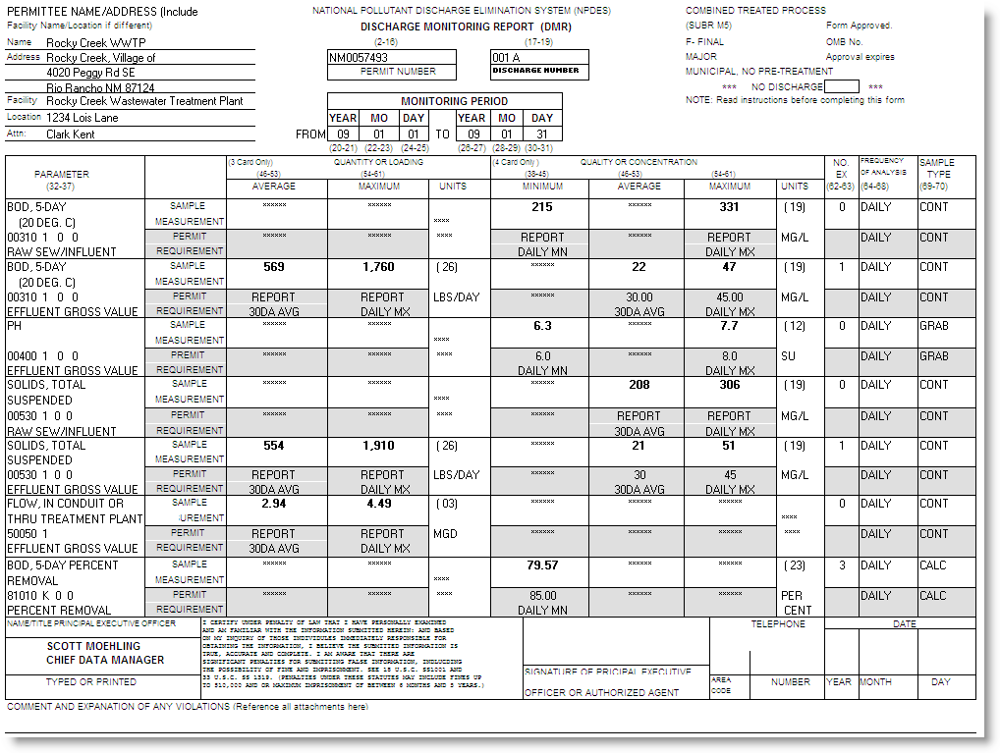 PERMITTEE NAME/ADDRESS (Include
Facility Name/Location if different)
Name Rocky Creek WWTP
Address Rocky Creek, Village of
4020 Peggy Rd SE
Rio Rancho NM 87124
Facility Rocky Creek Wastewater Treatment Plant
Location 1234 Lois Lane
Attn: Clark Kent
NATIONAL POLLUTANT DISCHARGE ELIMINATION SYSTEM (NPDES)
DISCHARGE MONITORING REPORT (DMR)
(2-16) (17-19)
NM0057493 001 A
PERMIT NUMBER DISCHARGE NUMBER
MONITORING PERIOD
YEAR MO DAY YEAR MO DAY
FROM 09 01 01 TO 09 01 31
(20-21) (22-23) (24-25) (26-27) (28-29) (30-31)
COMBINED TREATED PROCESS
(SUBR M5) Form Approved.
F- FINAL OMB No.
MAJOR Approval expires
MUNICIPAL, NO PRE-TREATMENT
*** NO DISCHARGE ***
NOTE: Read instructions before completing this form
PARAMETER
(32-37)
(3 Card Only) QUANTITY OR LOADING
(46-53) (54-61)
AVERAGE MAXIMUM UNITS
(4 Card Only ) QUALITY OR CONCENTRATION
(38-45) (46-53) (54-61)
MINIMUM AVERAGE MAXIMUM UNITS
NO. EX (62-63)
FREQUENCY OF ANALYSIS (64-68)
SAMPLE TYPE (69-70)
BOD, 5-DAY SAMPLE ****** ****** 215 ****** 331 (19) 0 DAILY CONT
(20 DEG. C) MEASUREMENT ****
00310 1 0 0 PERMIT ****** ****** **** REPORT ****** REPORT MG/L DAILY CONT
RAW SEW/INFLUENT REQUIREMENT DAILY MN DAILY MX
BOD, 5-DAY SAMPLE 569 1,760 (26) ****** 22 47 (19) 1 DAILY CONT
(20 DEG. C) MEASUREMENT
00310 1 0 0 PERMIT REPORT REPORT LBS/DAY ****** 30.00 45.00 MG/L DAILY CONT
EFFLUENT GROSS VALUE REQUIREMENT 30DA AVG DAILY MX 30DA AVG DAILY MX
PH SAMPLE ****** ****** 6.3 ****** 7.7 (12) 0 DAILY GRAB
MEASUREMENT ****
00400 1 0 0 PREMIT ****** ****** **** 6.0 ****** 8.0 SU DAILY GRAB
EFFLUENT GROSS VALUE REQUIREMENT DAILY MN DAILY MX
SOLIDS, TOTAL SAMPLE ****** ****** ****** 208 306 (19) 0 DAILY CONT
SUSPENDED MEASUREMENT ****
00530 1 0 0 PERMIT ****** ****** **** ****** REPORT REPORT MG/L DAILY CONT
RAW SEW/INFLUENT REQUIREMENT 30DA AVG DAILY MX
SOLIDS, TOTAL SAMPLE 554 1,910 (26) ****** 21 51 (19) 1 DAILY CONT
SUSPENDED MEASUREMENT
00530 1 0 0 PERMIT REPORT REPORT LBS/DAY ****** 30 45 MG/L DAILY CONT
EFFLUENT GROSS VALUE REQUIREMENT 30DA AVG DAILY MX 30DA AVG DAILY MX
FLOW, IN CONDUIT OR SAMPLE 2.94 4.49 (03) ****** ****** ****** 0 DAILY CONT
THRU TREATMENT PLANT UREMENT ****
50050 1 PERMIT REPORT REPORT MGD ****** ****** ****** **** DAILY CONT
EFFLUENT GROSS VALUE REQUIREMENT 30DA AVG DAILY MX
BOD, 5-DAY PERCENT SAMPLE ****** ****** 79.57 ****** ****** (23) 3 DAILY CALC
REMOVAL MEASUREMENT ****
81010 K 0 0 PERMIT ****** ****** **** 85.00 ****** ****** PER DAILY CALC
PERCENT REMOVAL REQUIREMENT DAILY MN CENT
NAME/TITLE PRINCIPAL EXECUTIVE OFFICER
SCOTT MOEHLING
CHIEF DATA MANAGER
TYPED OR PRINTED
I CERTIFY UNDER PENALTY OF LAW THAT I HAVE PERSONALLY EXAMINED
AND AM FAMILIAR WITH THE INFORMATION SUBMITTED HEREIN; AND BASED
ON MY INQUIRY OF THOSE INDIVIDULES IMMEDIATELY RESPONSIBLE FOR
OBTAINING THE INFORMATION, I BELIEVE THE SUBMITTED INFORMATION IS
TRUE, ACCURATE AND COMPLETE. I AM AWARE THAT THERE ARE
SIGNIFICANT PENALTIES FOR SUBMITTING FALSE INFORMATION, INDLUCDING
THE POSSIBILITY OF FINE AND IMPRISONMENT. SEE 18 U.S.C. SS1001 AND
33 U.S.C. SS 1319. (PENALTIES UNDER THESE STATUTES MAY INCLUDE FINES UP
TO $10,000 AND OR MAXIMUM IMPRISONMENT OF BETWEEN 6 MONTHS AND 5 YEARS.)
SIGNATURE OF PRICIPAL EXECUTIVE
OFFICER OR AUTHORIZED AGENT
TELEPHONE DATE
AREA CODE NUMBER YEAR MONTH DAY
COMMENT AND EXPANATION OF ANY VIOLATIONS (Reference all attachments here)